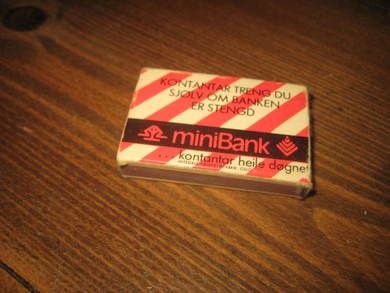 KONTANTAR TRENG DU
SJØLV OM BANKEN
ER STENGD
miniBank
... kontantar heile døgnet